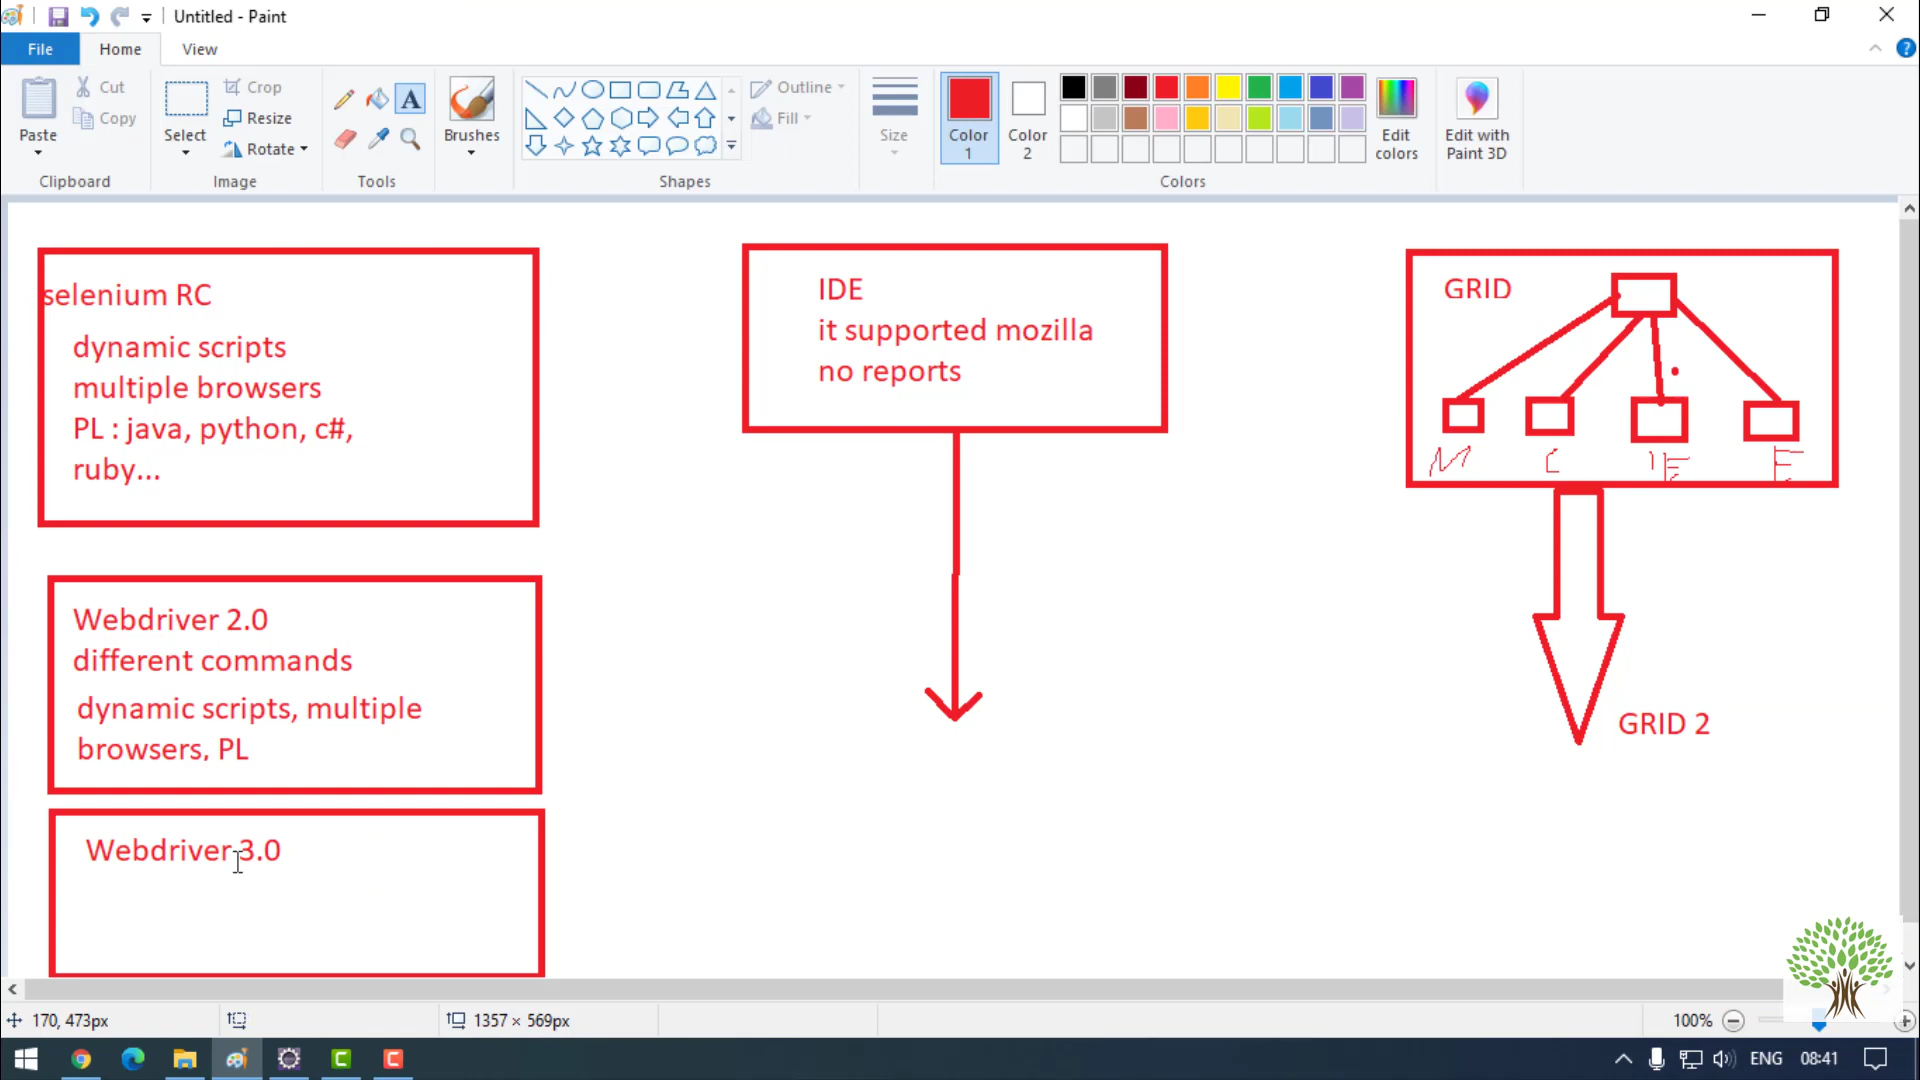 Untitled - Paint
File
Home
View
Paste
Cut
Copy
Clipboard
Select
Crop
Resize
Rotate
Image
A
Tools
Brushes
Shapes
Outline
Fill
Size
Color 1
Color 2
Edit colors
Colors
Edit with Paint 3D
selenium RC
dynamic scripts
multiple browsers
PL : java, python, c#,
ruby...
Webdriver 2.0
different commands
dynamic scripts, multiple
browsers, PL
Webdriver 3.0
IDE
it supported mozilla
no reports
GRID
M C IE E
GRID 2
170, 473px
1357 × 569px
100%
ENG
08:41